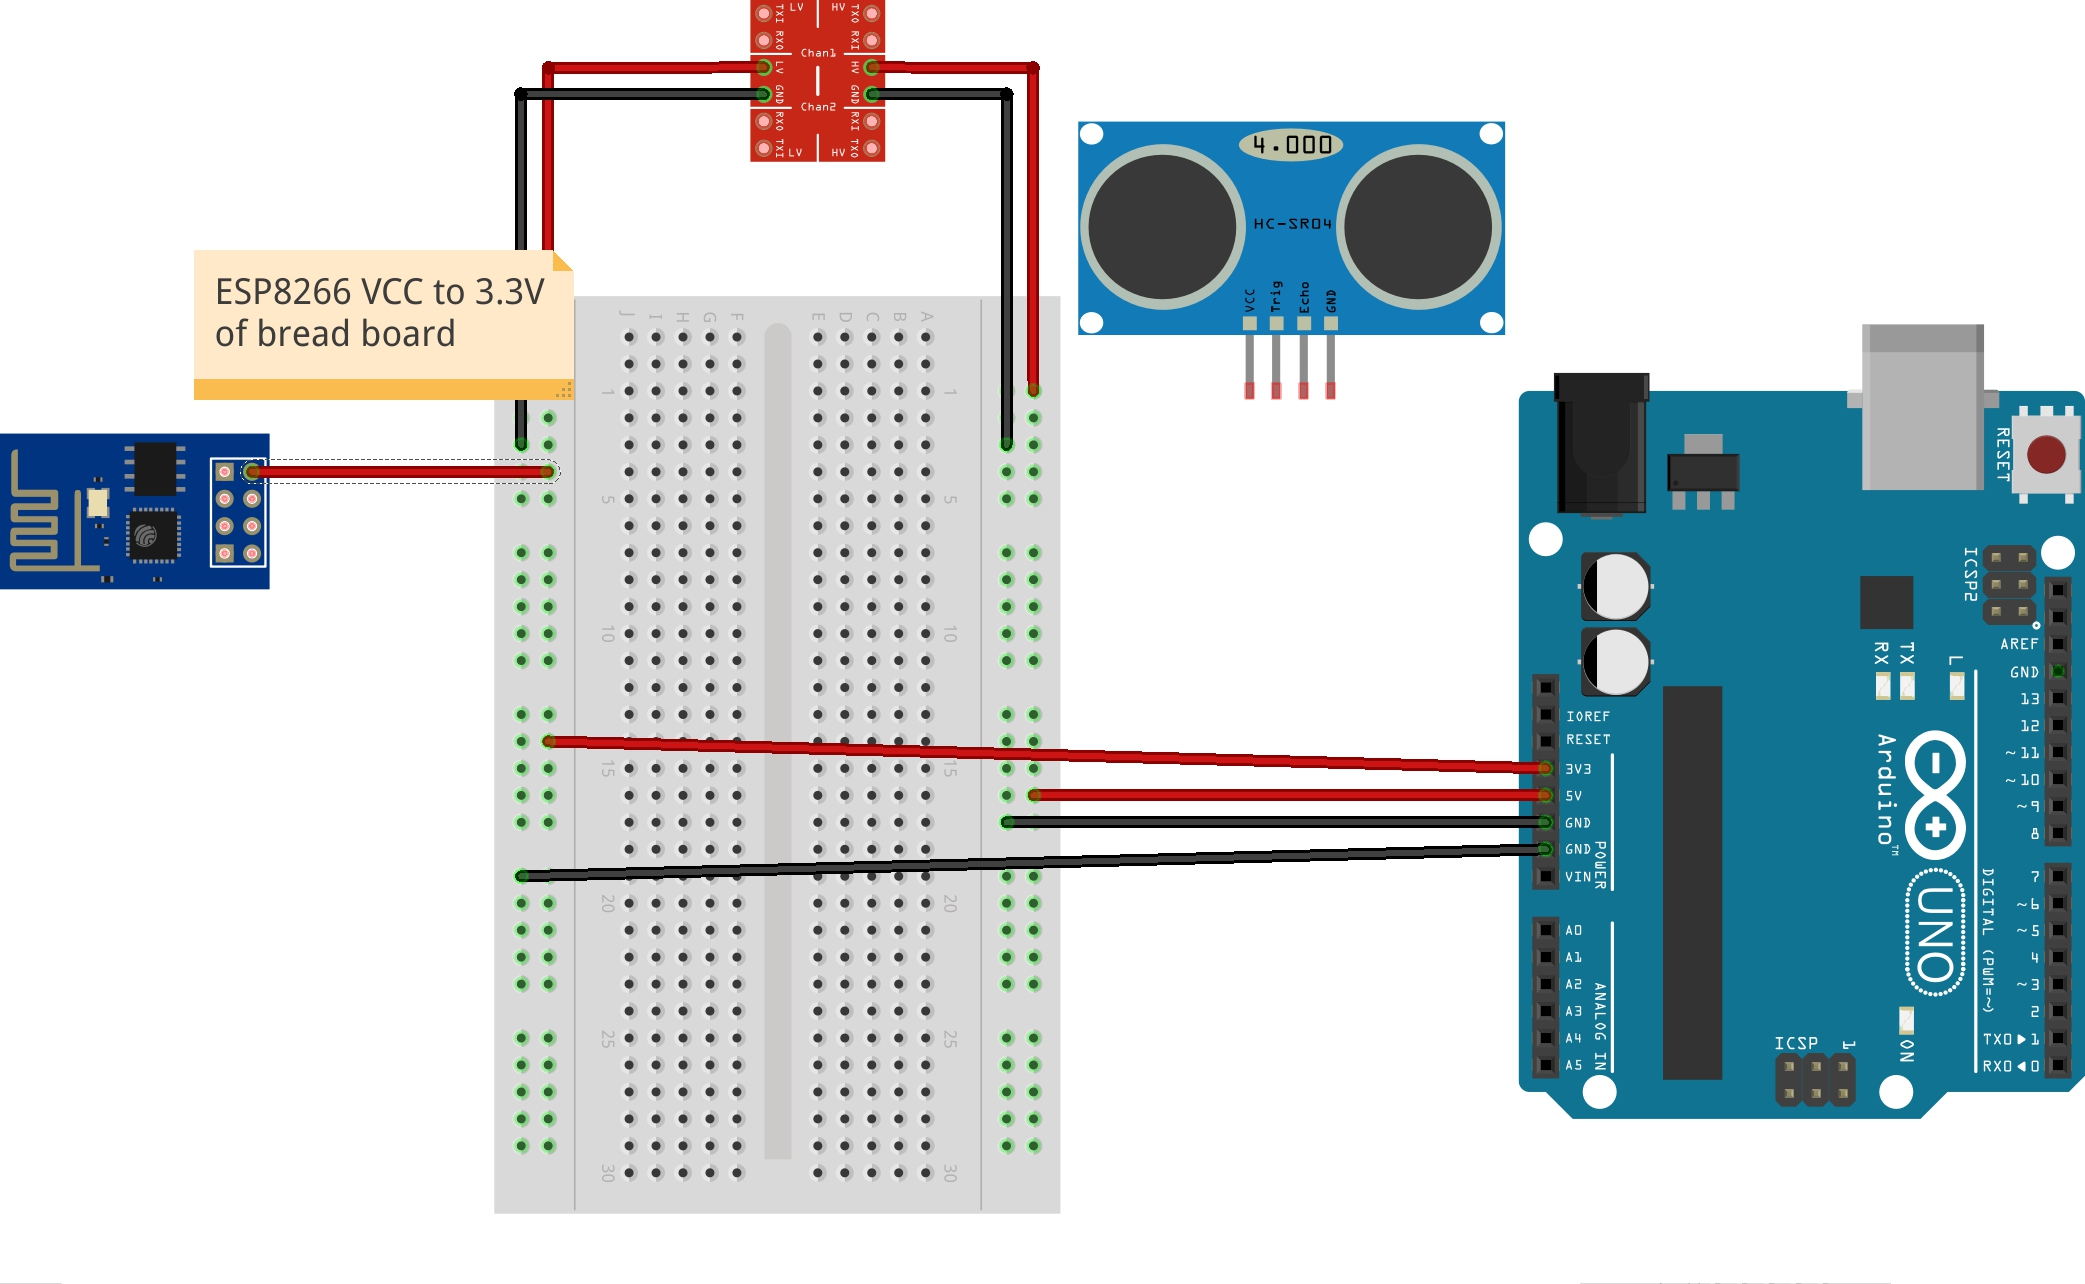 TXI
LV
HV
TXO
RXO
RXI
Chan1
LV
HV
GND
GND
Chan2
RXO
RXI
TXI
LV
HV
TXO
4.000
HC-SR04
VCC
Trig
Echo
GND
ESP8266 VCC to 3.3V
of bread board
J I H G F E D C B A
1 1
5 5
10 10
15 15
20 20
25 25
30 30
RESET
ICSP2
AREF
GND
13
12
~11
~10
~9
8
7
~6
~5
4
~3
2
TXO▶1
RXO◀0
RX
TX
L
IOREF
RESET
3V3
5V
GND
GND
VIN
POWER
A0
A1
A2
A3
A4
A5
ANALOG IN
Arduino™
UNO
DIGITAL (PWM=~)
ICSP
1
ON